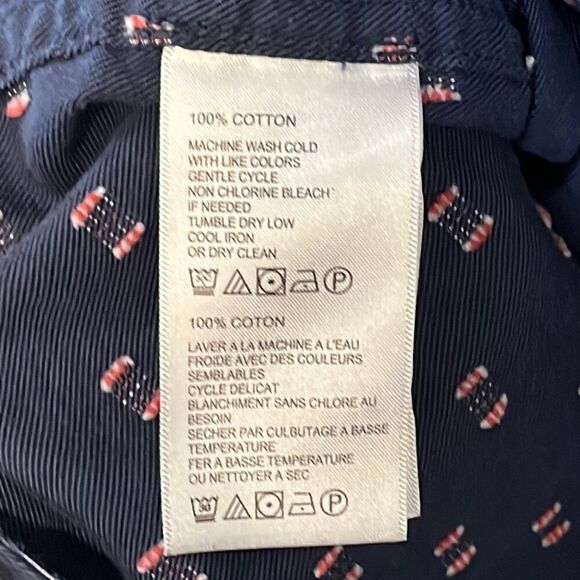 100% COTTON
MACHINE WASH COLD
WITH LIKE COLORS
GENTLE CYCLE
NON CHLORINE BLEACH
IF NEEDED
TUMBLE DRY LOW
COOL IRON
OR DRY CLEAN
30 P
100% COTON
LAVER A LA MACHINE A L'EAU
FROIDE AVEC DES COULEURS
SEMBLABLES
CYCLE DELICAT
BLANCHIMENT SANS CHLORE AU
BESOIN
SECHER PAR CULBUTAGE A BASSE
TEMPERATURE
FER A BASSE TEMPERATURE
OU NETTOYER A SEC
30 P